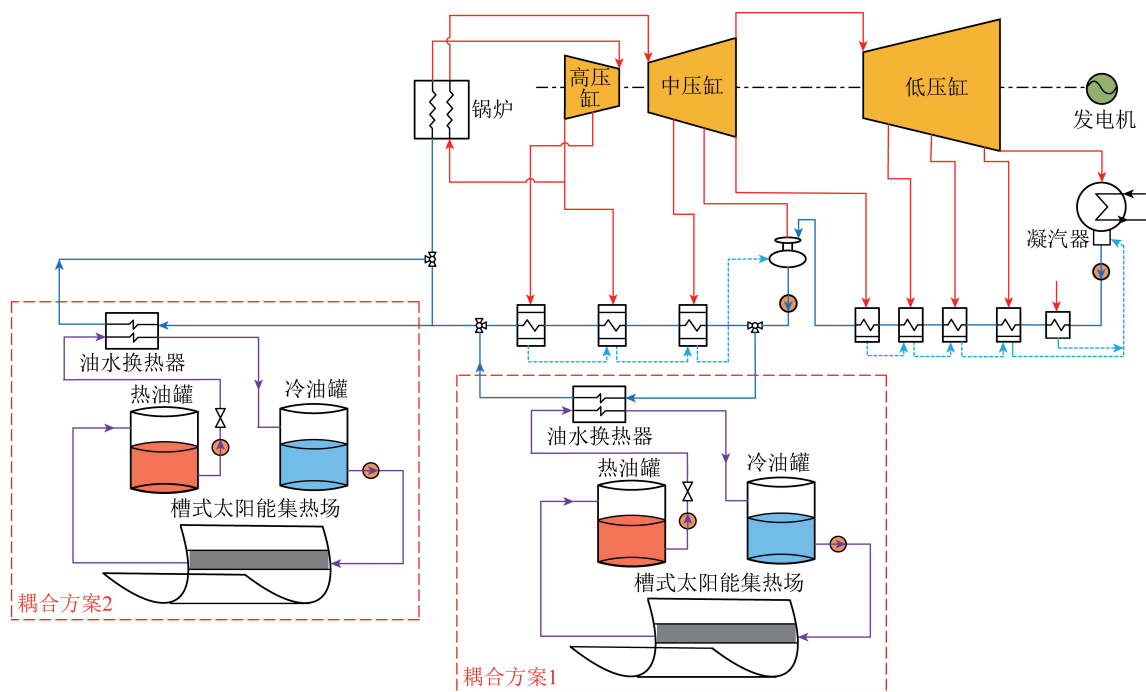 高压
缸
中压缸
低压缸
锅炉
发电机
凝汽器
油水换热器
热油罐
冷油罐
槽式太阳能集热场
耦合方案2
油水换热器
热油罐
冷油罐
槽式太阳能集热场
耦合方案1